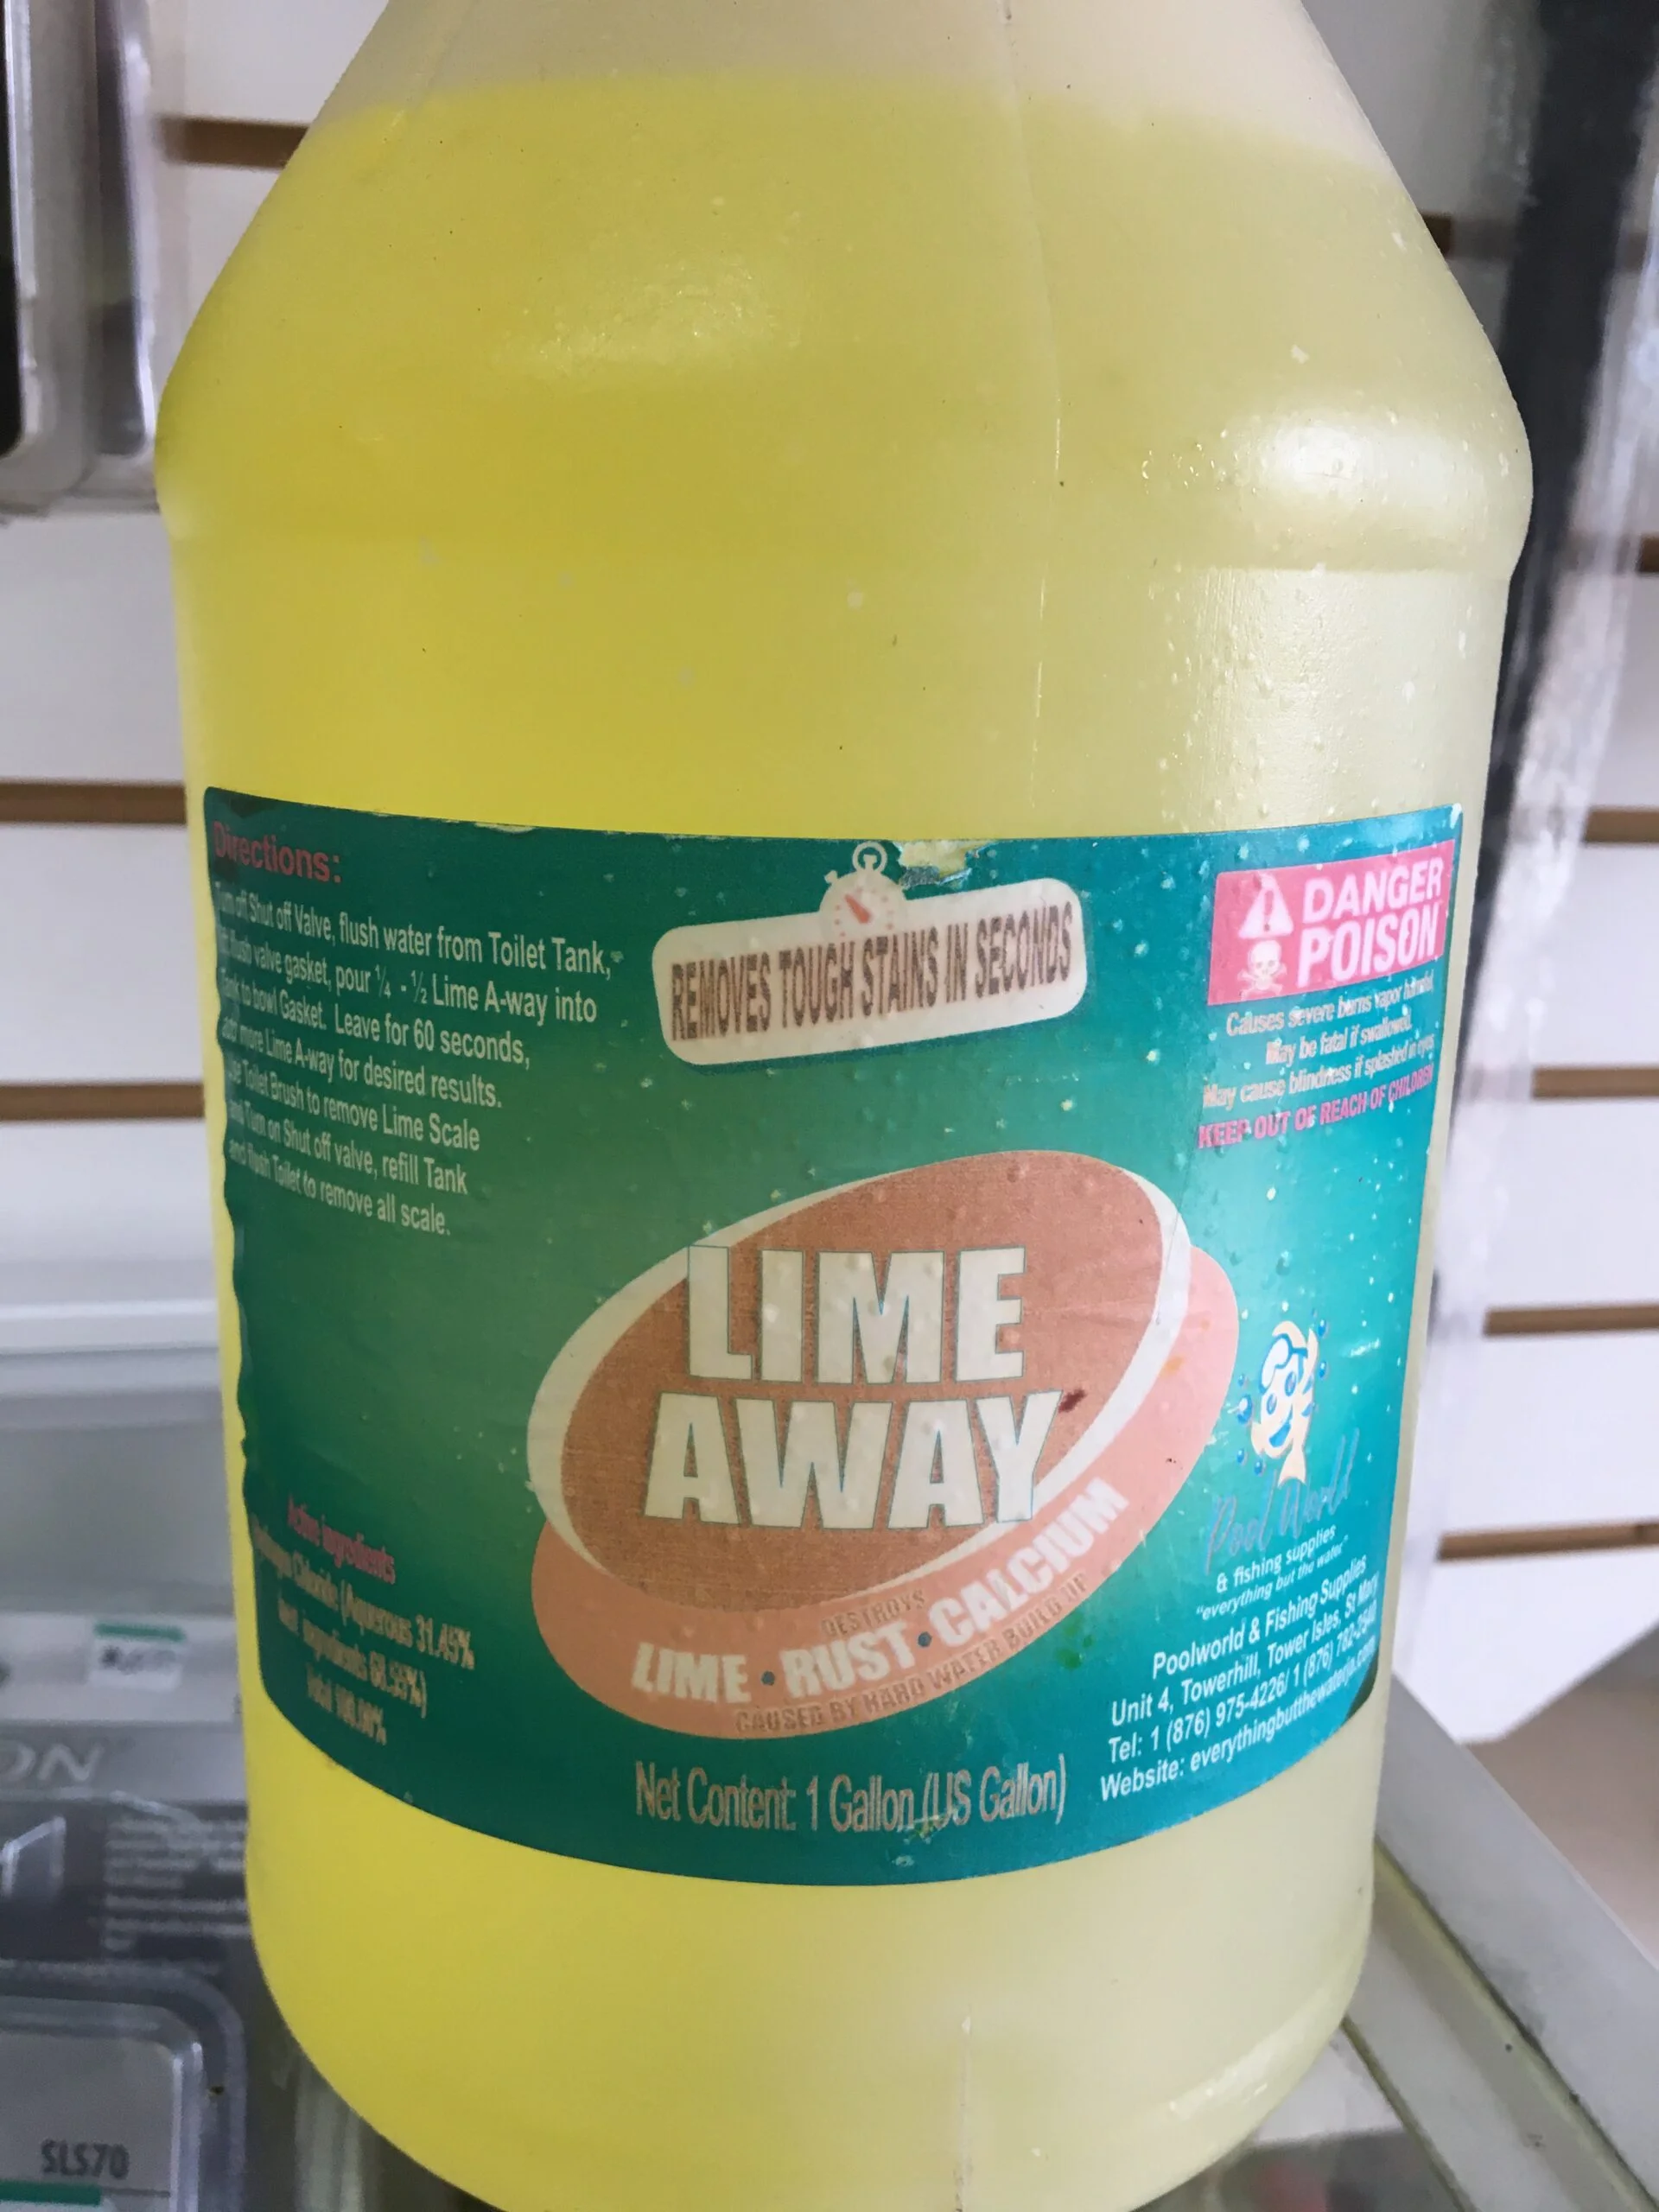 Directions:
Turn off Shut off Valve, flush water from Toilet Tank,
flush valve gasket, pour ¼ - ½ Lime A-way into
Tank to bowl Gasket. Leave for 60 seconds,
add more Lime A-way for desired results.
Toilet Brush to remove Lime Scale
and Turn on Shut off valve, refill Tank
and flush Toilet to remove all scale.
Active ingredients
Chloride (Aquerous 31.45%
ingredients
Total 100.00%
REMOVES TOUGH STAINS IN SECONDS
LIME
AWAY
DESTROYS
LIME • RUST • CALCIUM
CAUSED BY HARD WATER BUILD UP
Net Content: 1 Gallon (US Gallon)
DANGER
POISON
Causes severe burns vapor harmful
May be fatal if swallowed.
May cause blindness if splashed in eyes
KEEP OUT OF REACH OF CHILDREN
Pool World
& fishing supplies
"everything but the water"
Poolworld & Fishing Supplies
Unit 4, Towerhill, Tower Isles, St Mary
Tel: 1 (876) 975-4226/ 1 (876)
Website: everythingbutthewaterja.com
SLS70